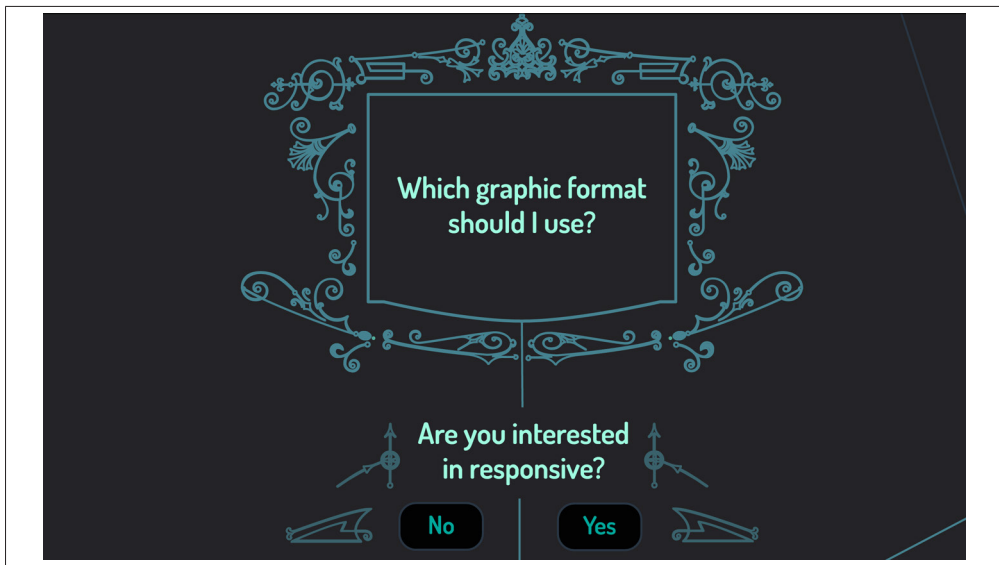 Which graphic format
should I use?
Are you interested
in responsive?
No
Yes